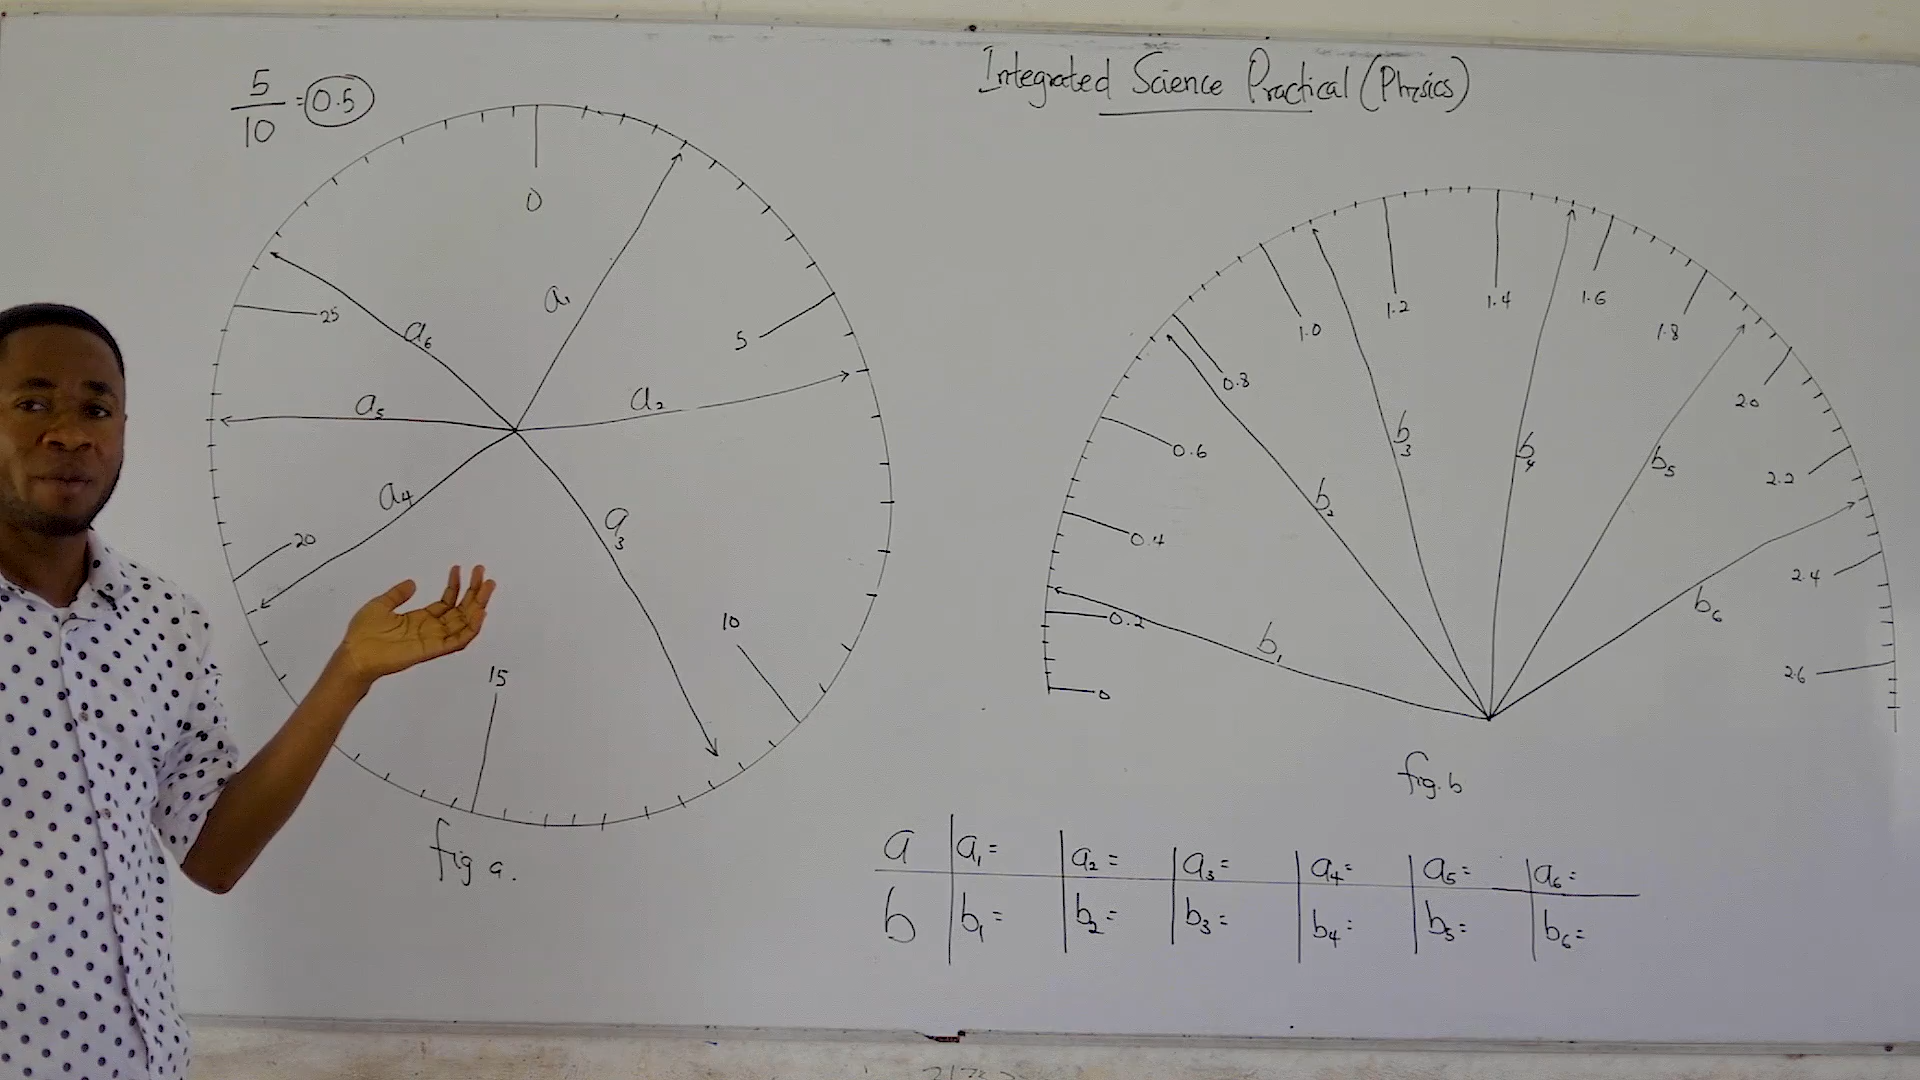 Integrated Science Practical (Physics)
5/10 = 0.5
0
5
10
15
20
25
a₁
a₂
a₃
a₄
a₅
a₆
fig a.
0
0.2
0.4
0.6
0.8
1.0
1.2
1.4
1.6
1.8
2.0
2.2
2.4
2.6
b₁
b₂
b₃
b₄
b₅
b₆
fig. b
a | a₁= | a₂= | a₃= | a₄= | a₅= | a₆=
b | b₁= | b₂= | b₃= | b₄= | b₅= | b₆=